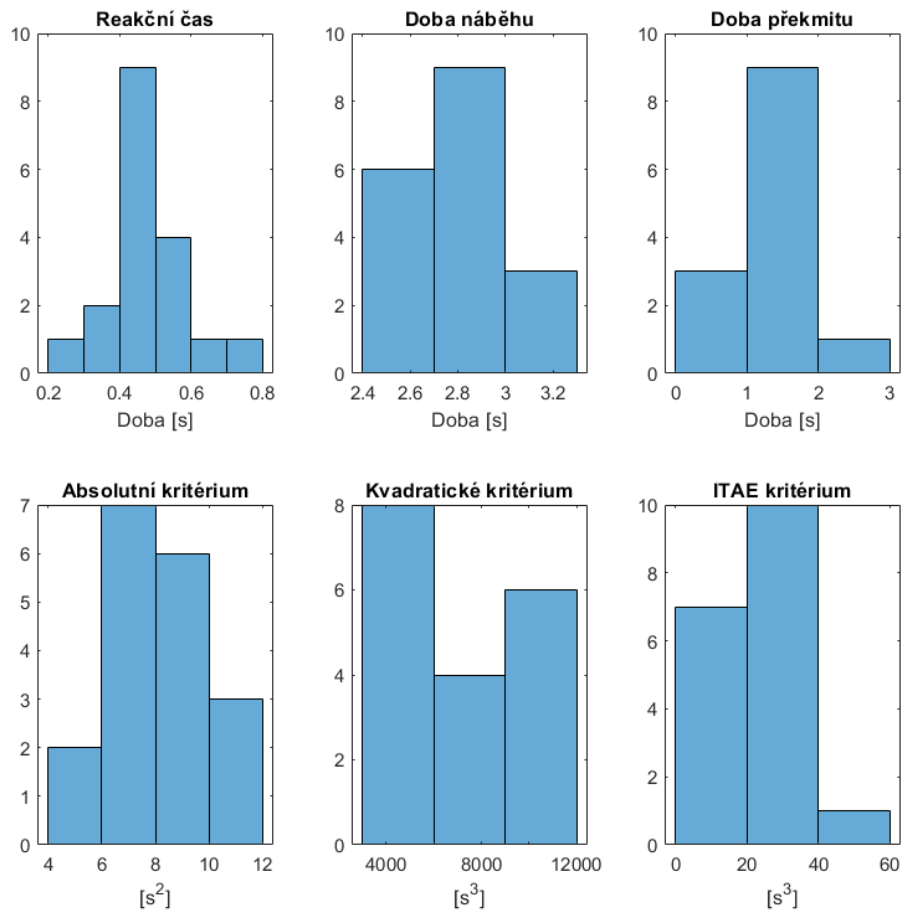 Reakční čas
10
8
6
4
2
0
0.2 0.4 0.6 0.8
Doba [s]
Doba náběhu
10
8
6
4
2
0
2.4 2.6 2.8 3 3.2
Doba [s]
Doba překmitu
10
8
6
4
2
0
0 1 2 3
Doba [s]
Absolutní kritérium
7
6
5
4
3
2
1
0
4 6 8 10 12
[s²]
Kvadratické kritérium
8
6
4
2
0
4000 8000 12000
[s³]
ITAE kritérium
10
8
6
4
2
0
0 20 40 60
[s³]